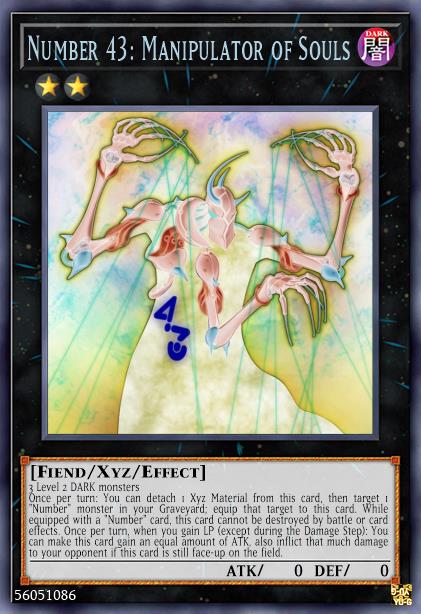 Number 43: Manipulator of Souls
DARK
闇
43
[Fiend/Xyz/Effect]
3 Level 2 DARK monsters
Once per turn: You can detach 1 Xyz Material from this card, then target 1
"Number" monster in your Graveyard; equip that target to this card. While
equipped with a "Number" card, this card cannot be destroyed by battle or card
effects. Once per turn, when you gain LP (except during the Damage Step): You
can make this card gain an equal amount of ATK, also inflict that much damage
to your opponent if this card is still face-up on the field.
ATK/ 0 DEF/ 0
56051086